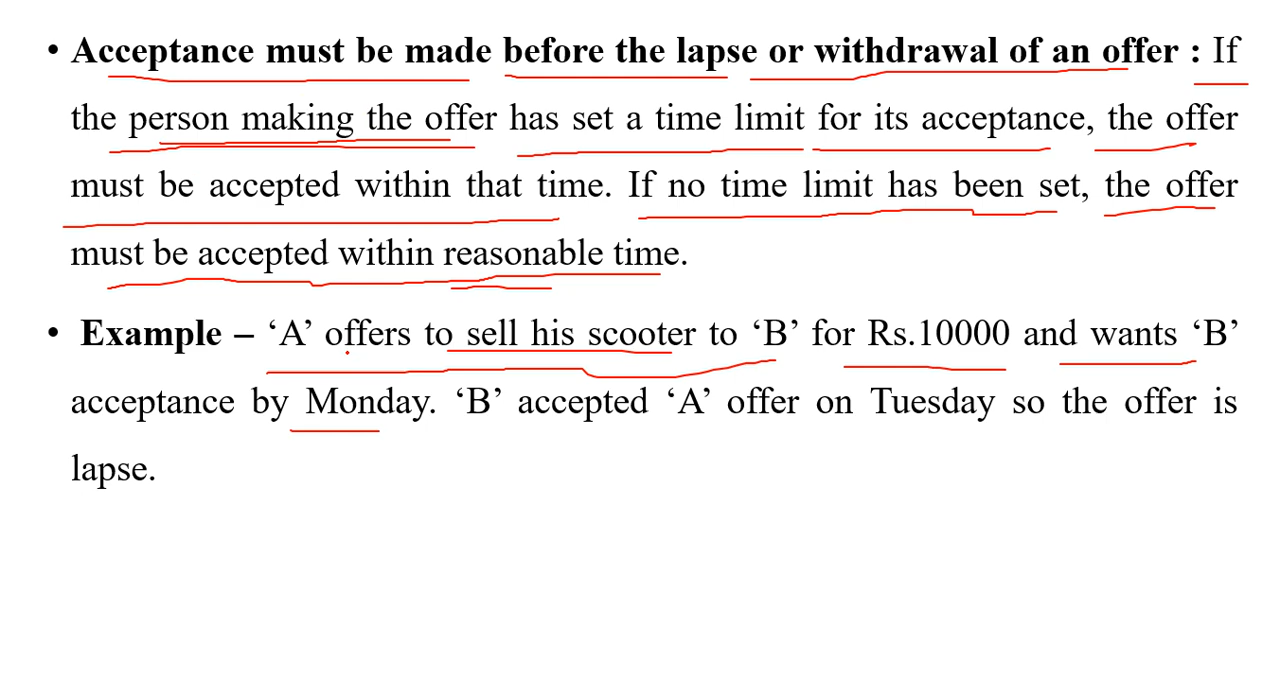 • Acceptance must be made before the lapse or withdrawal of an offer : If
the person making the offer has set a time limit for its acceptance, the offer
must be accepted within that time. If no time limit has been set, the offer
must be accepted within reasonable time.
• Example – ‘A’ offers to sell his scooter to ‘B’ for Rs.10000 and wants ‘B’
acceptance by Monday. ‘B’ accepted ‘A’ offer on Tuesday so the offer is
lapse.